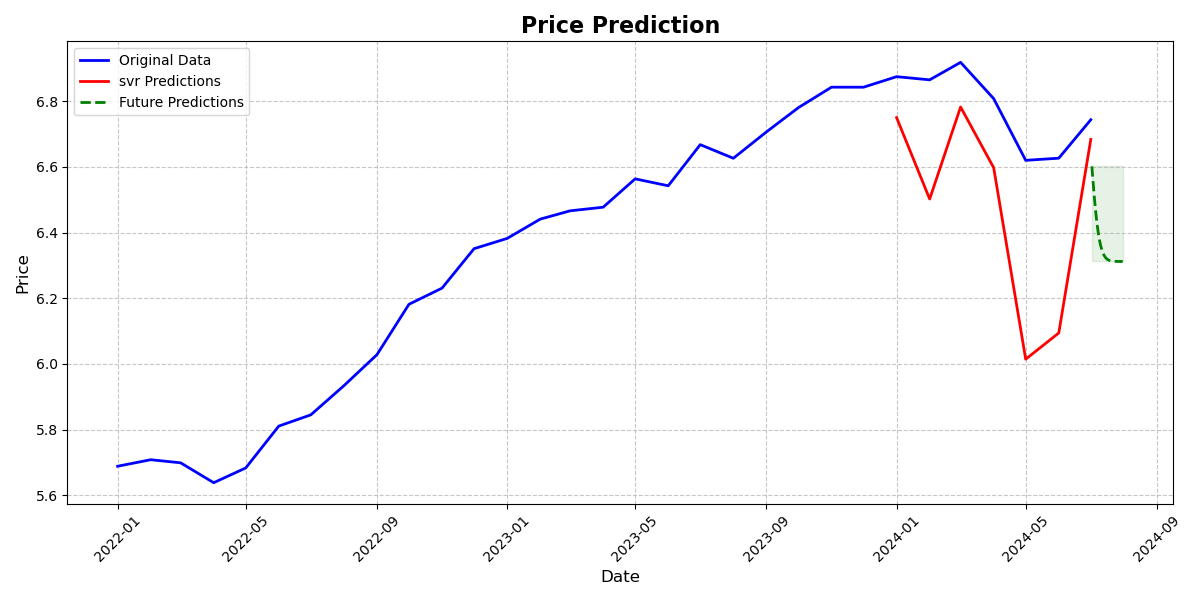 Price Prediction
Original Data
svr Predictions
Future Predictions
Price
6.8
6.6
6.4
6.2
6.0
5.8
5.6
2022-01
2022-05
2022-09
2023-01
2023-05
2023-09
2024-01
2024-05
2024-09
Date